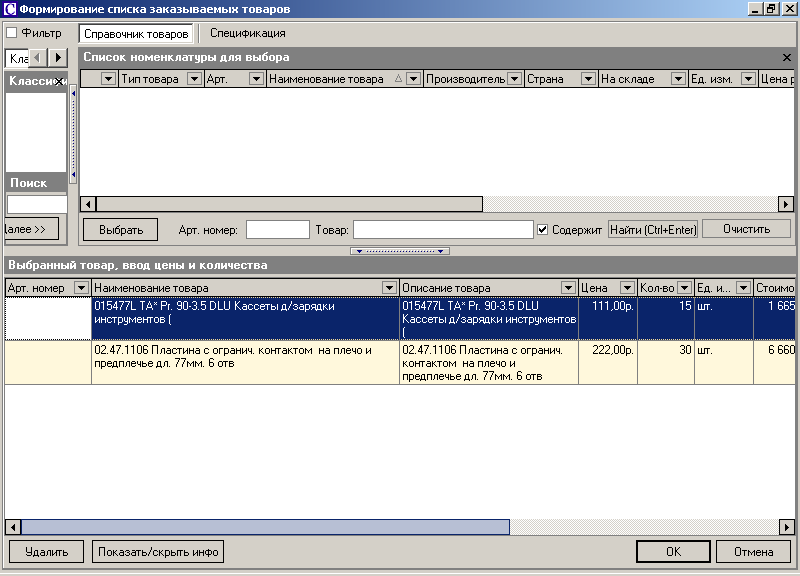 Формирование списка заказываемых товаров
Фильтр
Справочник товаров
Спецификация
Кла
Список номенклатуры для выбора
Тип товара Арт. Наименование товара Производитель Страна На складе Ед. изм. Цена р
Поиск
Далее >>
Выбрать
Арт. номер:
Товар:
Содержит
Найти (Ctrl+Enter)
Очистить
Выбранный товар, ввод цены и количества
Арт. номер Наименование товара Описание товара Цена Кол-во Ед. и... Стоимо
015477L TA* Pr. 90-3.5 DLU Кассеты д/зарядки
инструментов (
015477L TA* Pr. 90-3.5 DLU
Кассеты д/зарядки инструментов
(
111,00р. 15 шт. 1 665
02.47.1106 Пластина с огранич. контактом на плечо и
предплечье дл. 77мм. 6 отв
02.47.1106 Пластина с огранич.
контактом на плечо и
предплечье дл. 77мм. 6 отв
222,00р. 30 шт. 6 660
Удалить
Показать/скрыть инфо
ОК
Отмена